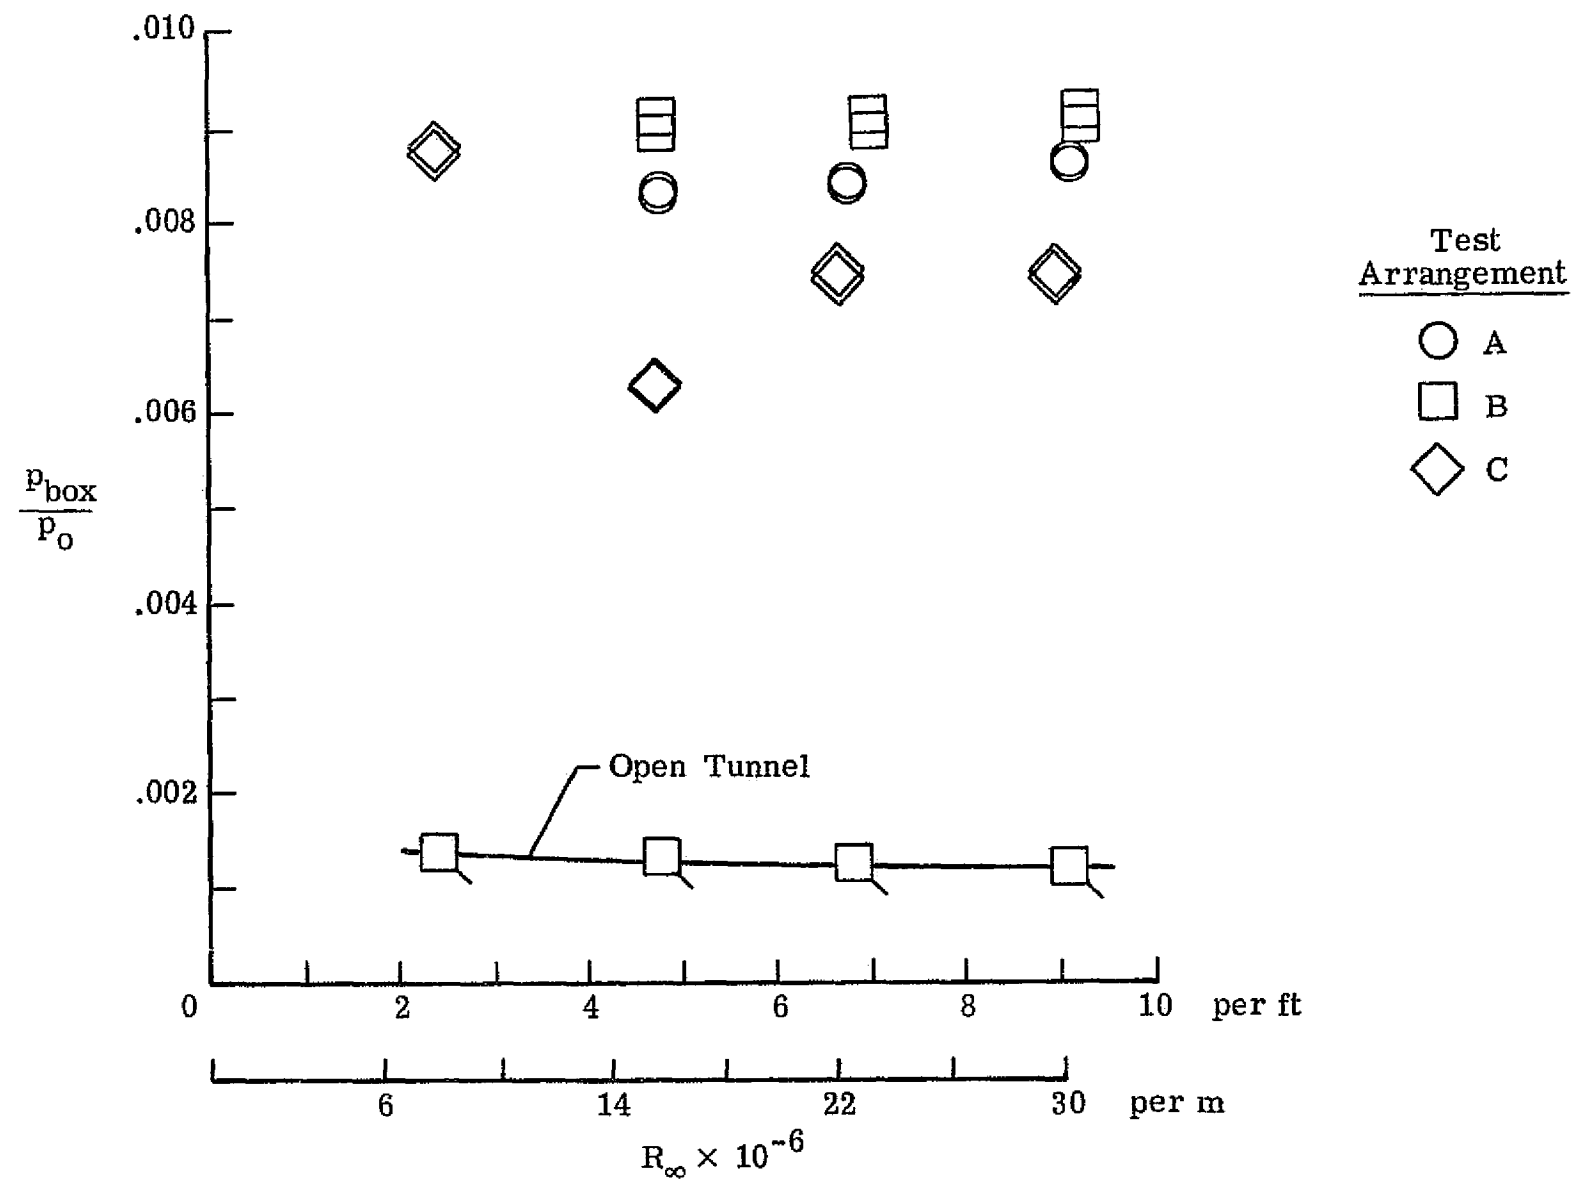 .010
.008
.006
.004
.002
p_box
p_o
Test
Arrangement
A
B
C
Open Tunnel
0 2 4 6 8 10 per ft
6 14 22 30 per m
R_∞ × 10^-6